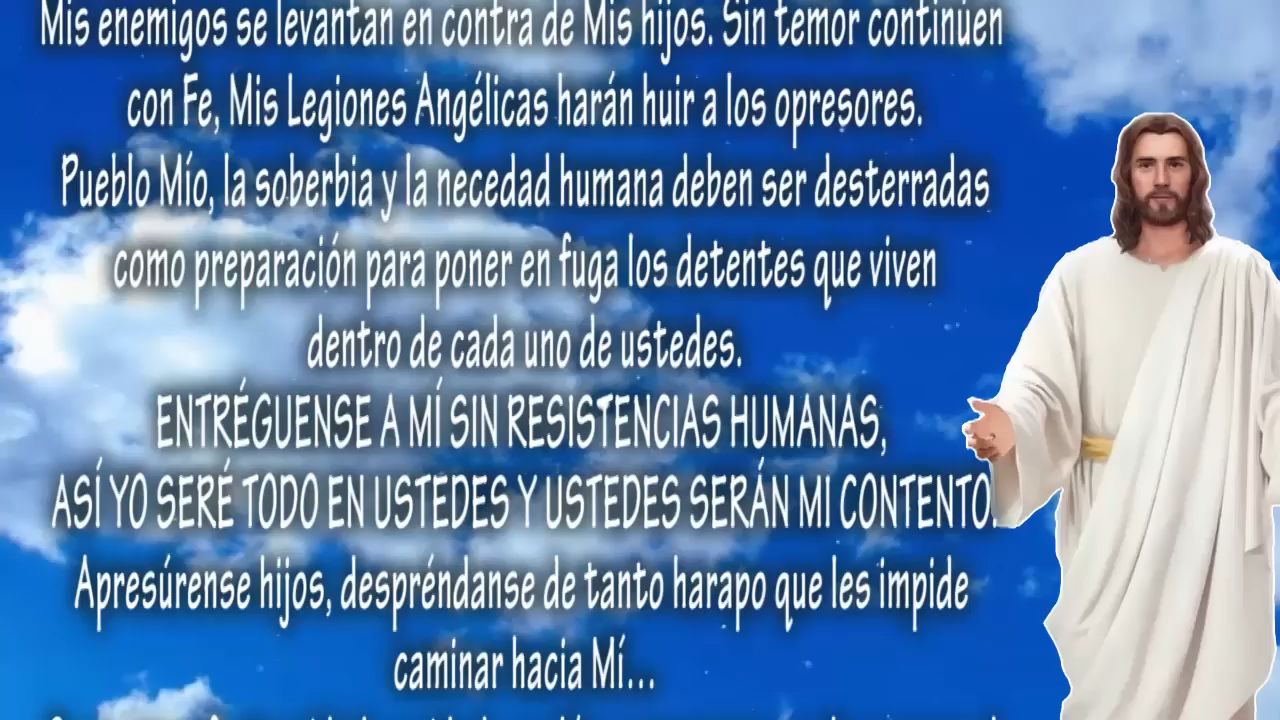 Mis enemigos se levantan en contra de Mis hijos. Sin temor continúen
con Fe, Mis Legiones Angélicas harán huir a los opresores.
Pueblo Mío, la soberbia y la necedad humana deben ser desterradas
como preparación para poner en fuga los detentes que viven
dentro de cada uno de ustedes.
ENTRÉGUENSE A MÍ SIN RESISTENCIAS HUMANAS,
ASÍ YO SERÉ TODO EN USTEDES Y USTEDES SERÁN MI CONTENTO.
Apresúrense hijos, despréndanse de tanto harapo que les impide
caminar hacia Mí...